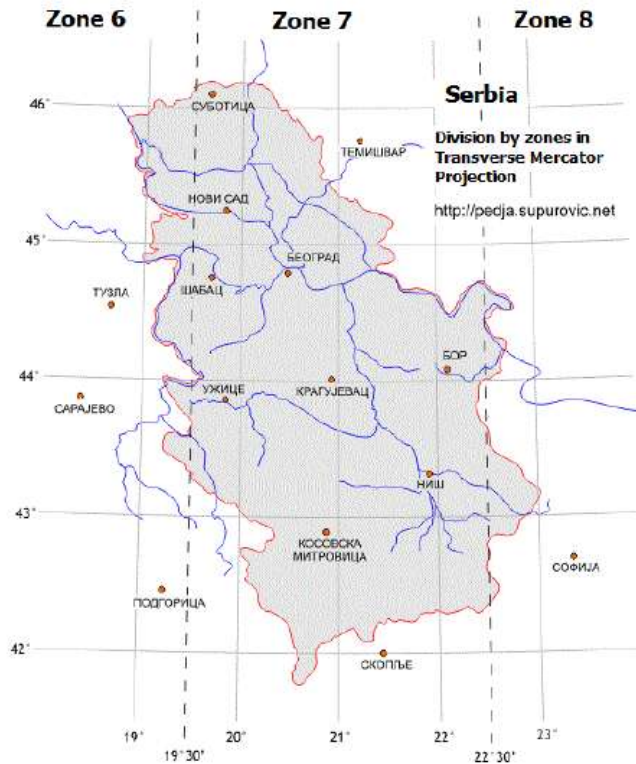 Zone 6
Zone 7
Zone 8
46°
СУБОТИЦА
Serbia
ТЕМИШВАР
Division by zones in
Transverse Mercator
Projection
НОВИ САД
http://pedja.supurovic.net
45°
БЕОГРАД
ТУЗЛА
ШАБАЦ
БОР
44°
УЖИЦЕ
КРАГУЈЕВАЦ
САРАЈЕВО
НИШ
43°
КОСОВСКА
МИТРОВИЦА
СОФИЈА
ПОДГОРИЦА
42°
СКОПЉЕ
19°
20°
21°
22°
23°
19°30'
22°30'